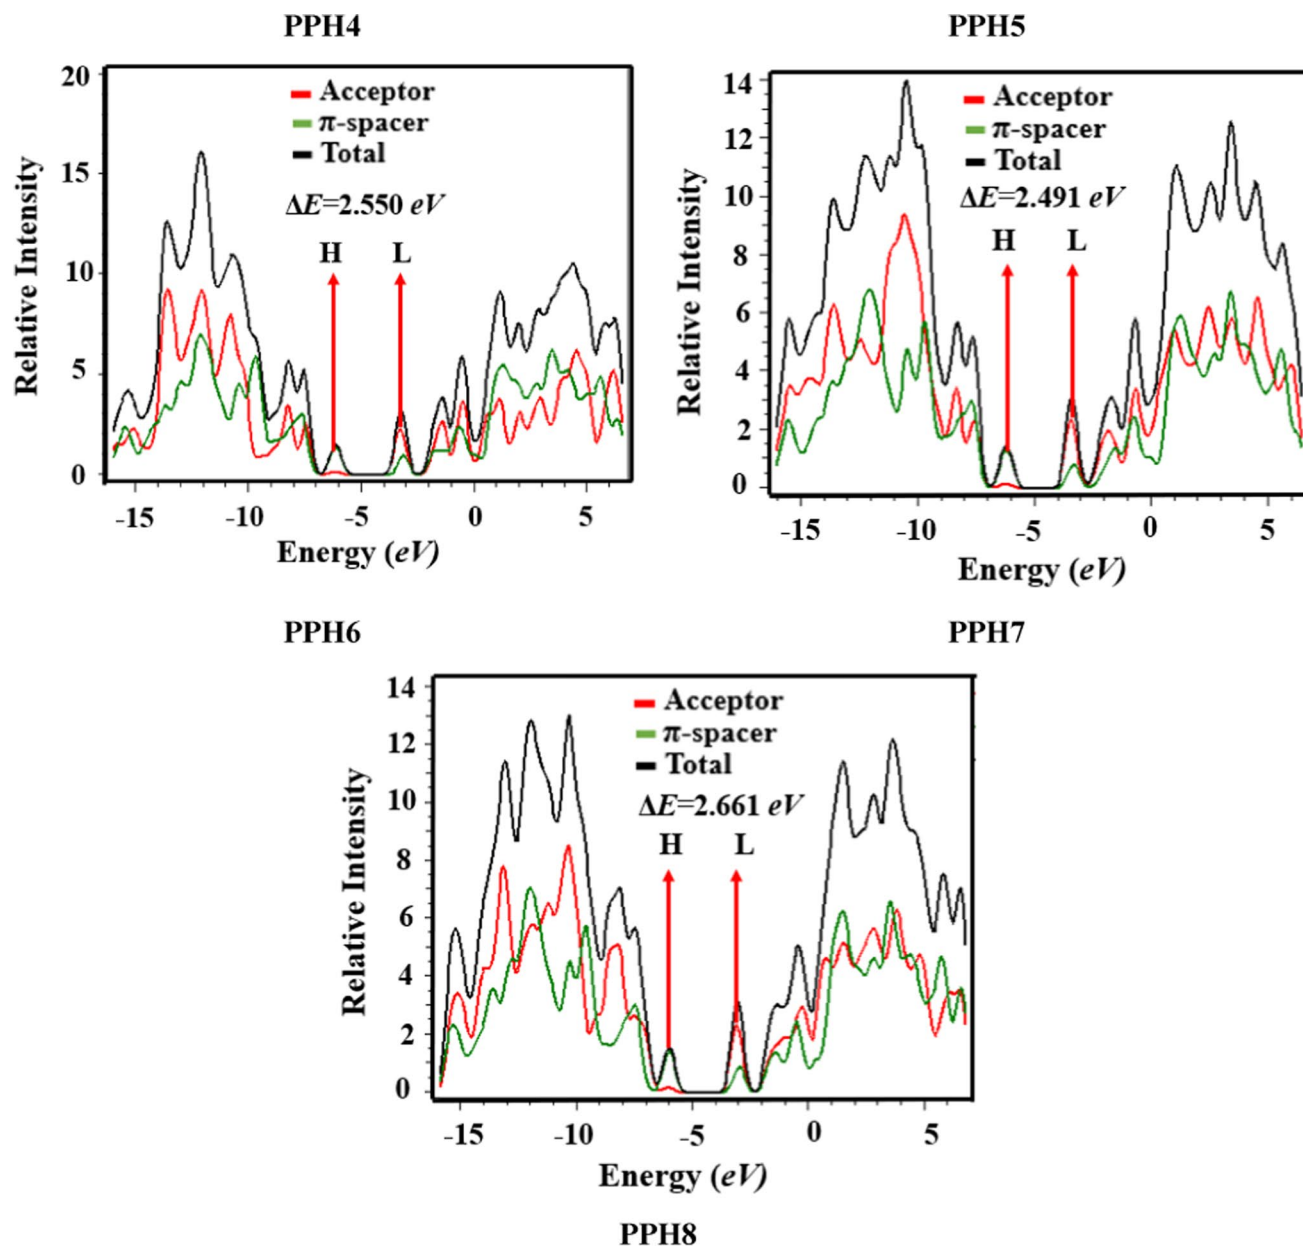 PPH4
PPH5
20
15
10
5
0
Relative Intensity
Acceptor
π-spacer
Total
ΔE=2.550 eV
H L
-15 -10 -5 0 5
Energy (eV)
14
12
10
8
6
4
2
0
Relative Intensity
Acceptor
π-spacer
Total
ΔE=2.491 eV
H L
-15 -10 -5 0 5
Energy (eV)
PPH6
PPH7
14
12
10
8
6
4
2
0
Relative Intensity
Acceptor
π-spacer
Total
ΔE=2.661 eV
H L
-15 -10 -5 0 5
Energy (eV)
PPH8